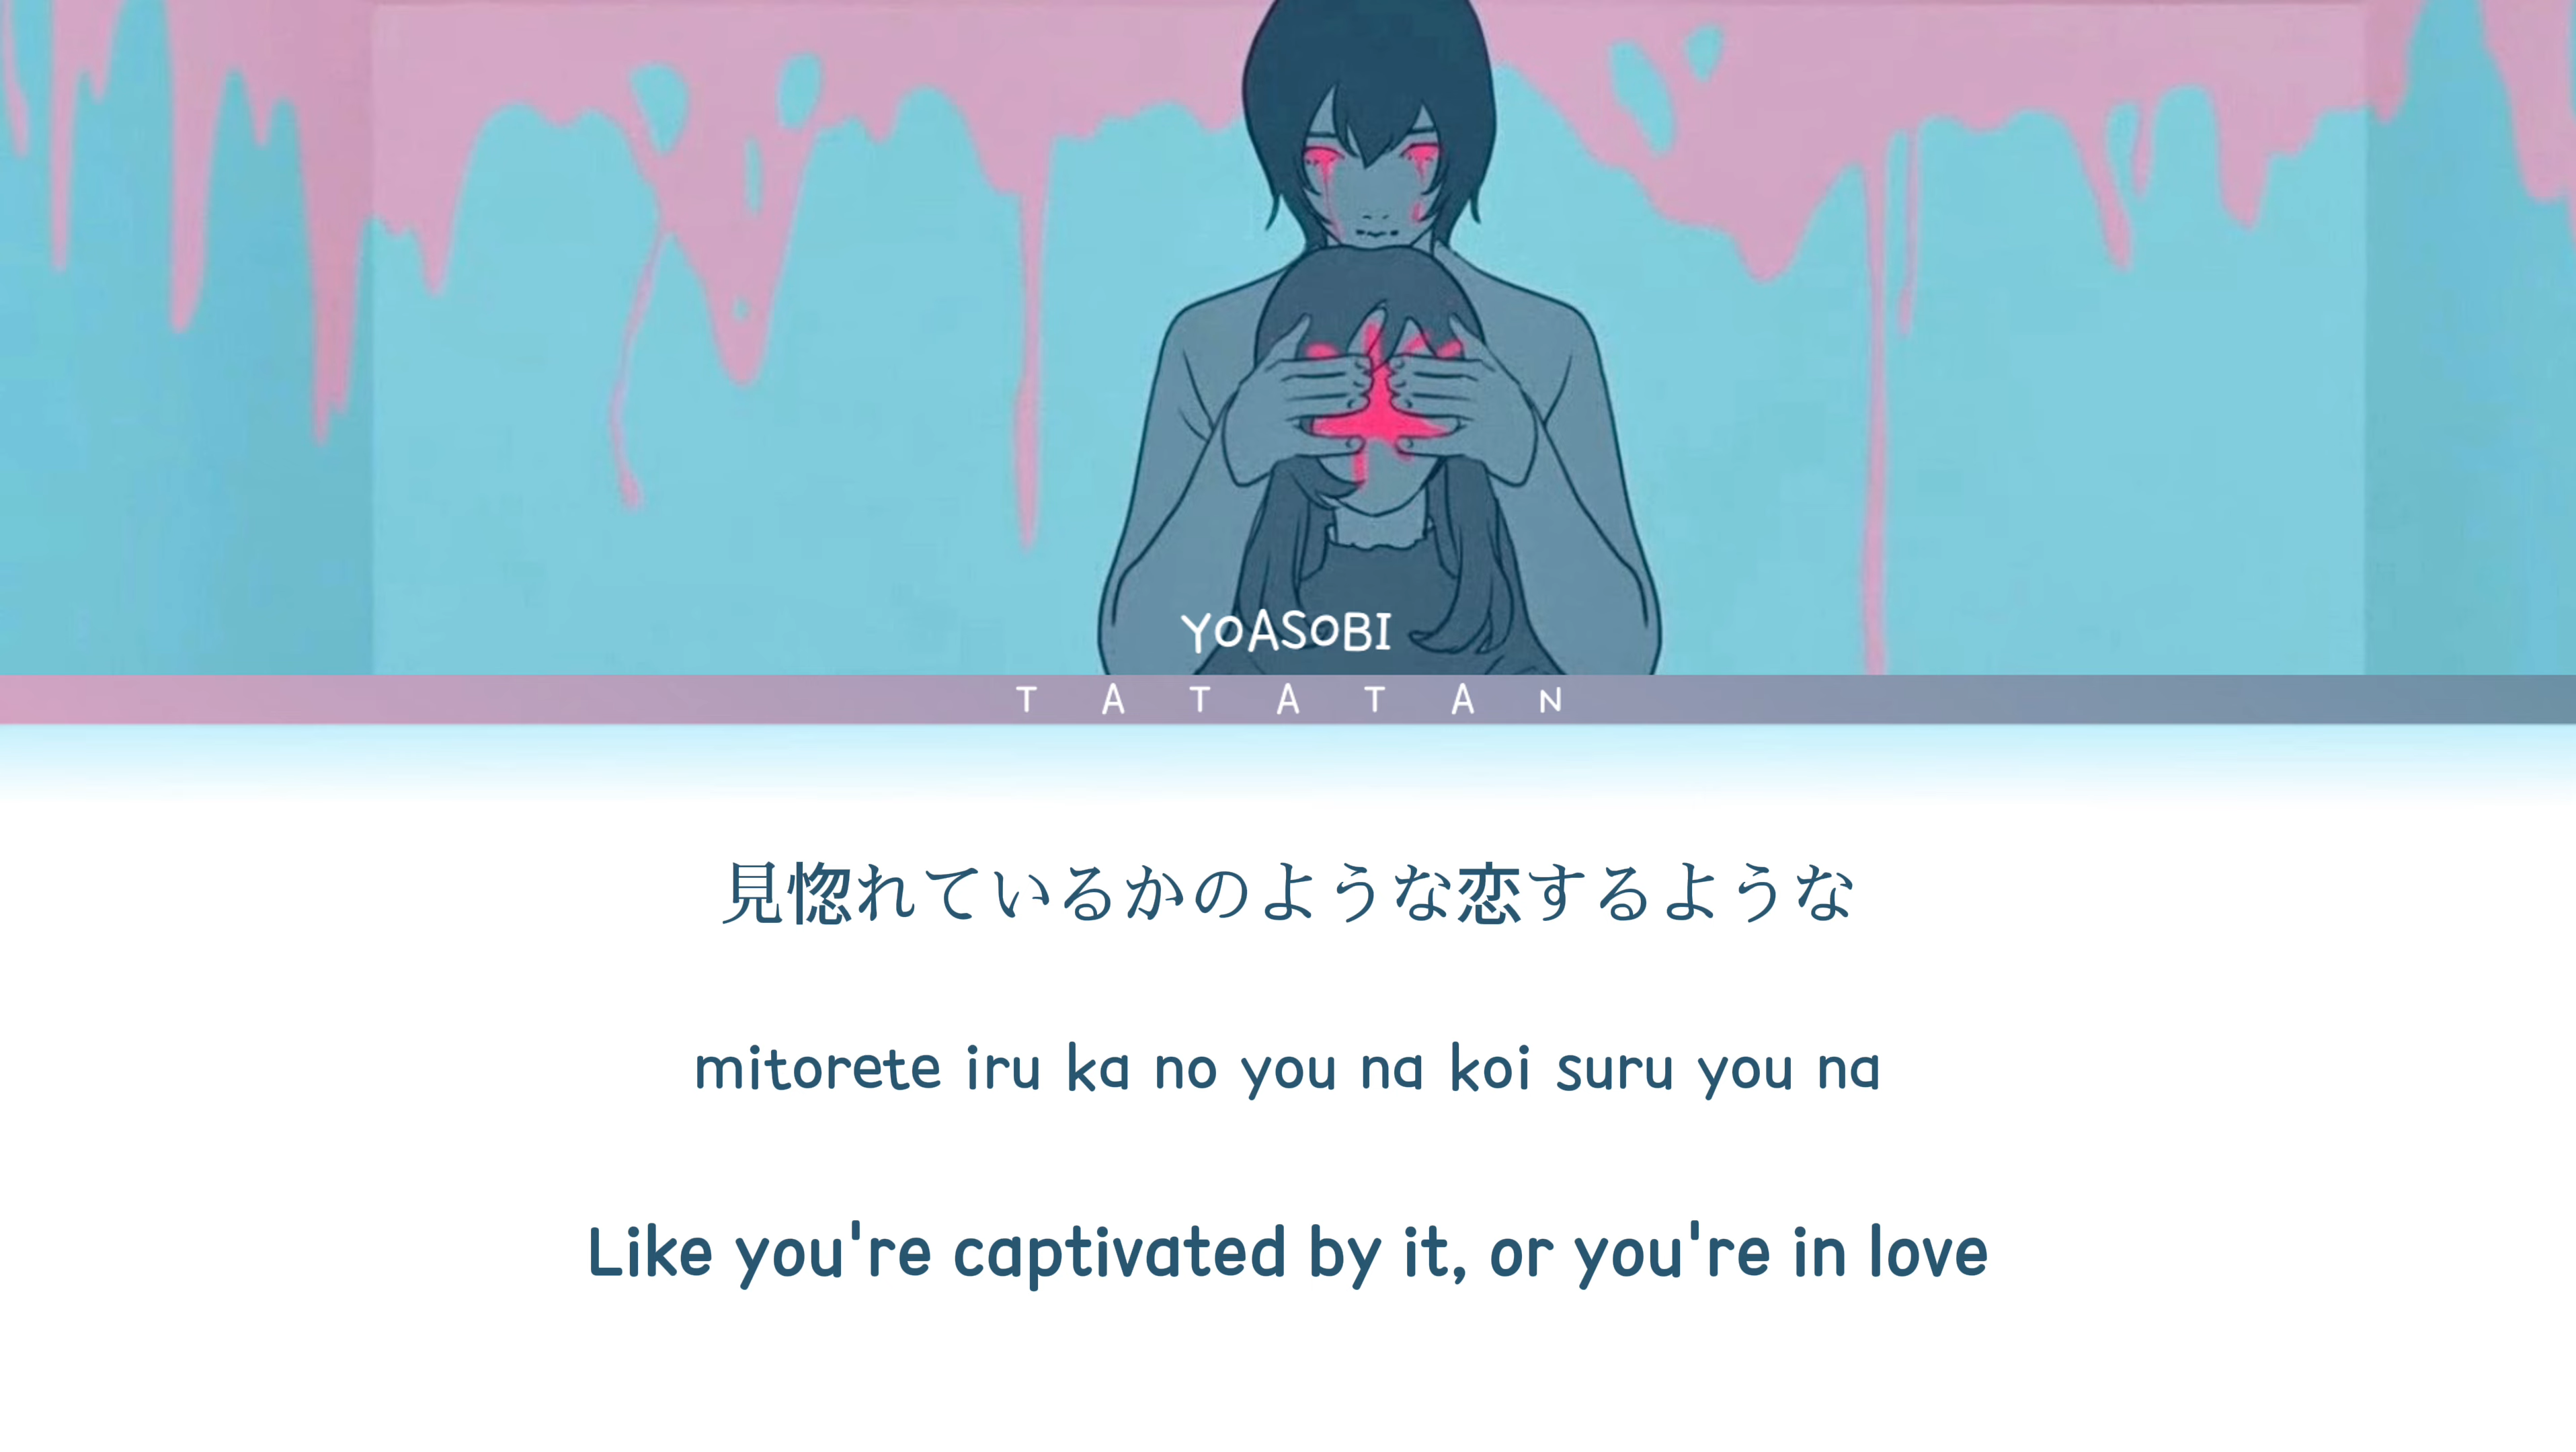 YOASOBI
TATATAN
見惚れているかのような恋するような
mitorete iru ka no you na koi suru you na
Like you're captivated by it, or you're in love